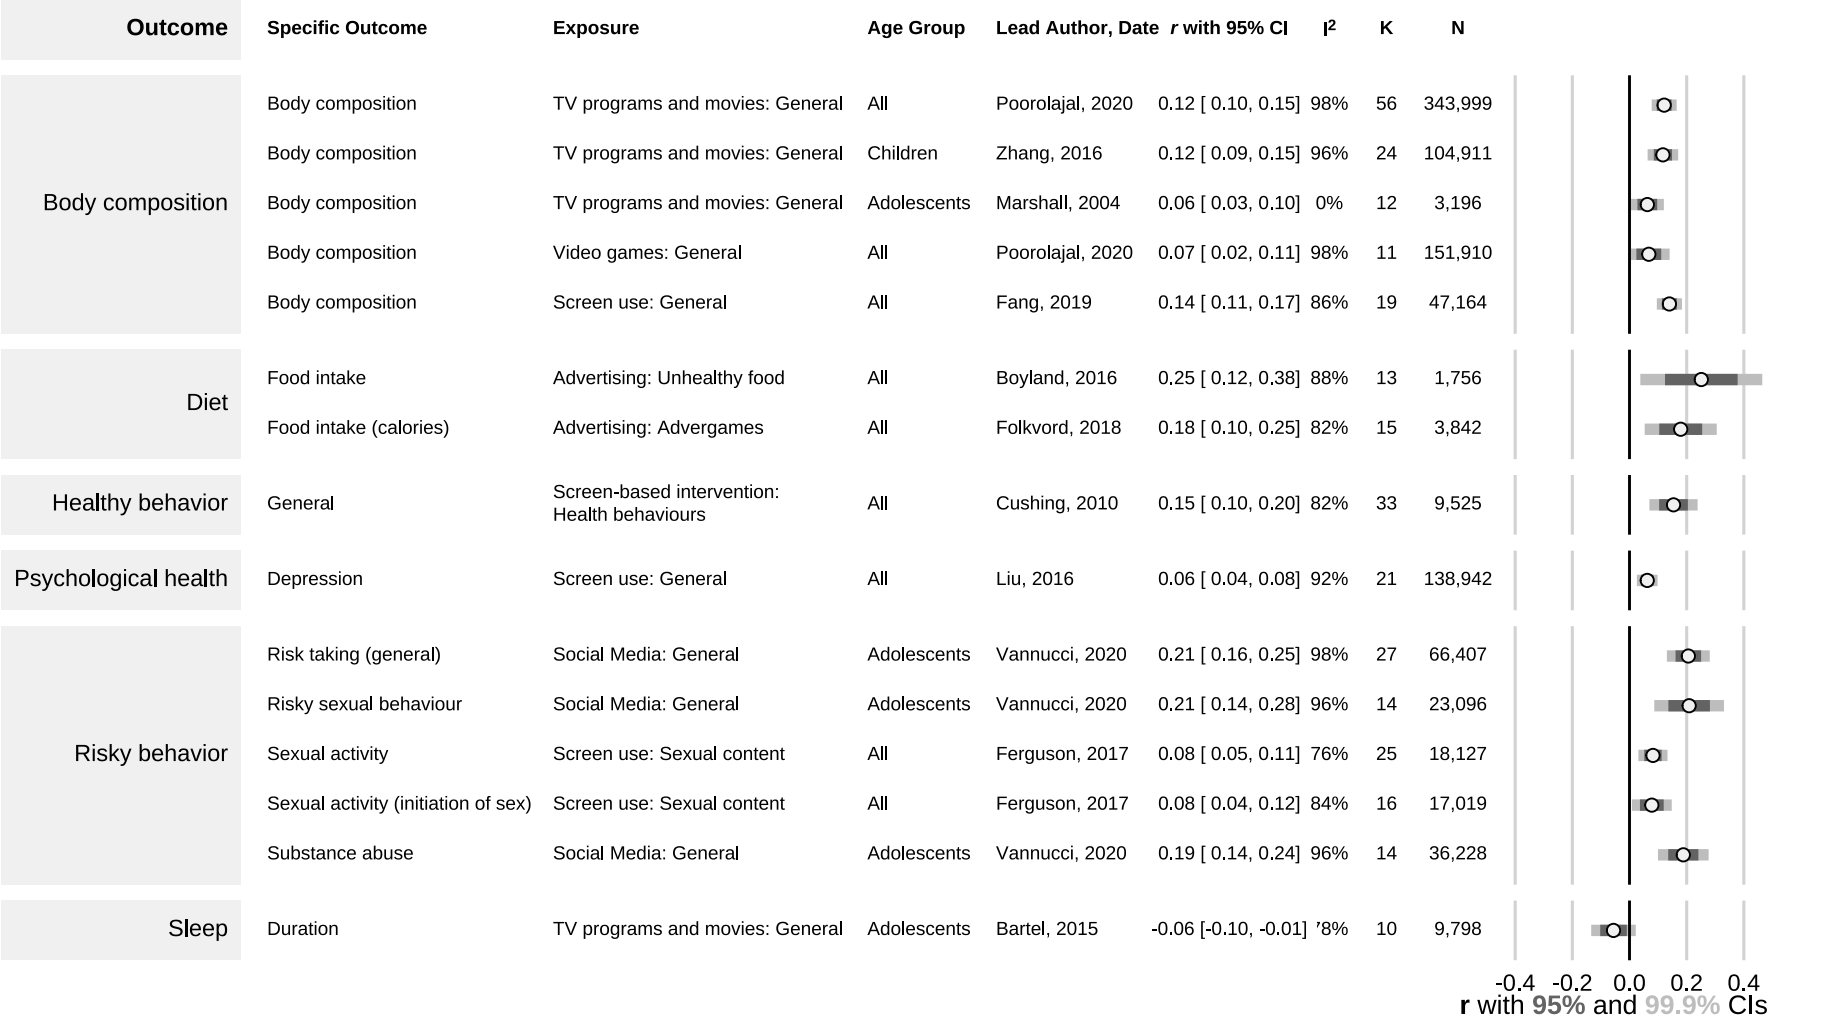 Outcome Specific Outcome Exposure Age Group Lead Author, Date r with 95% CI I² K N
Body composition
Body composition TV programs and movies: General All Poorolajal, 2020 0.12 [ 0.10, 0.15] 98% 56 343,999
Body composition TV programs and movies: General Children Zhang, 2016 0.12 [ 0.09, 0.15] 96% 24 104,911
Body composition TV programs and movies: General Adolescents Marshall, 2004 0.06 [ 0.03, 0.10] 0% 12 3,196
Body composition Video games: General All Poorolajal, 2020 0.07 [ 0.02, 0.11] 98% 11 151,910
Body composition Screen use: General All Fang, 2019 0.14 [ 0.11, 0.17] 86% 19 47,164
Diet
Food intake Advertising: Unhealthy food All Boyland, 2016 0.25 [ 0.12, 0.38] 88% 13 1,756
Food intake (calories) Advertising: Advergames All Folkvord, 2018 0.18 [ 0.10, 0.25] 82% 15 3,842
Healthy behavior
General Screen-based intervention: All Cushing, 2010 0.15 [ 0.10, 0.20] 82% 33 9,525
Health behaviours
Psychological health
Depression Screen use: General All Liu, 2016 0.06 [ 0.04, 0.08] 92% 21 138,942
Risky behavior
Risk taking (general) Social Media: General Adolescents Vannucci, 2020 0.21 [ 0.16, 0.25] 98% 27 66,407
Risky sexual behaviour Social Media: General Adolescents Vannucci, 2020 0.21 [ 0.14, 0.28] 96% 14 23,096
Sexual activity Screen use: Sexual content All Ferguson, 2017 0.08 [ 0.05, 0.11] 76% 25 18,127
Sexual activity (initiation of sex) Screen use: Sexual content All Ferguson, 2017 0.08 [ 0.04, 0.12] 84% 16 17,019
Substance abuse Social Media: General Adolescents Vannucci, 2020 0.19 [ 0.14, 0.24] 96% 14 36,228
Sleep
Duration TV programs and movies: General Adolescents Bartel, 2015 -0.06 [-0.10, -0.01] 78% 10 9,798
-0.4 -0.2 0.0 0.2 0.4
r with 95% and 99.9% CIs